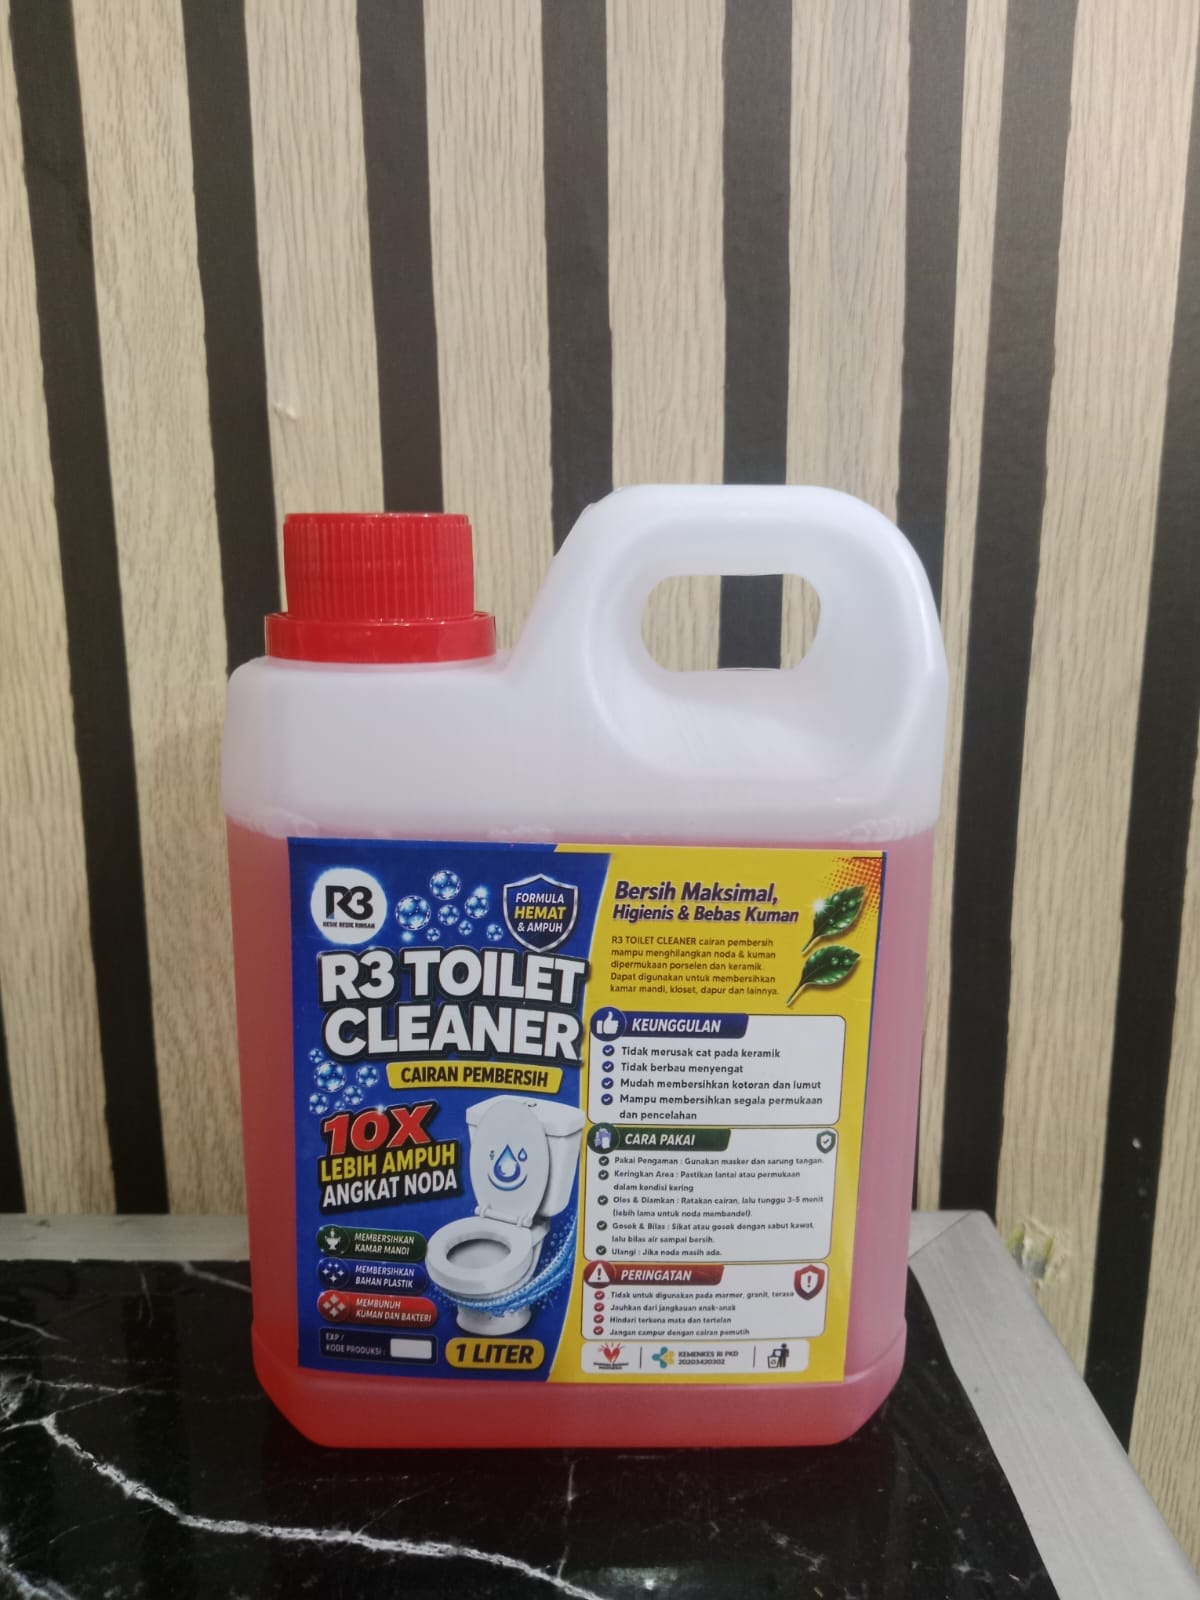 R3
RESIK RESIK RIMSAH
FORMULA
HEMAT
& AMPUH
R3 TOILET
CLEANER
CAIRAN PEMBERSIH
10X
LEBIH AMPUH
ANGKAT NODA
MEMBERSIHKAN
KAMAR MANDI
MEMBERSIHKAN
BAHAN PLASTIK
MEMBUNUH
KUMAN DAN BAKTERI
EXP /
KODE PRODUKSI :
1 LITER
Bersih Maksimal,
Higienis & Bebas Kuman
R3 TOILET CLEANER cairan pembersih
mampu menghilangkan noda & kuman
dipermukaan porselen dan keramik.
Dapat digunakan untuk membersihkan
kamar mandi, kloset, dapur dan lainnya.
KEUNGGULAN
Tidak merusak cat pada keramik
Tidak berbau menyengat
Mudah membersihkan kotoran dan lumut
Mampu membersihkan segala permukaan
dan pencelahan
CARA PAKAI
Pakai Pengaman : Gunakan masker dan sarung tangan.
Keringkan Area : Pastikan lantai atau permukaan
dalam kondisi kering
Oles & Diamkan : Ratakan cairan, lalu tunggu 3-5 menit
(lebih lama untuk noda membandel).
Gosok & Bilas : Sikat atau gosok dengan sabut kawat,
lalu bilas air sampai bersih.
Ulangi : Jika noda masih ada.
PERINGATAN
Tidak untuk digunakan pada marmer, granit, teraso
Jauhkan dari jangkauan anak-anak
Hindari terkena mata dan tertelan
Jangan campur dengan cairan pemutih
KEMENKES RI PKD
20203420302